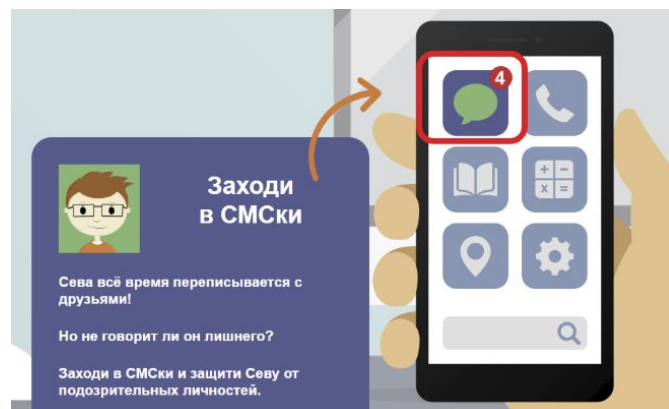 Заходи
в СМСки
Сева всё время переписывается с
друзьями!
Но не говорит ли он лишнего?
Заходи в СМСки и защити Севу от
подозрительных личностей.
4
+ −
x =